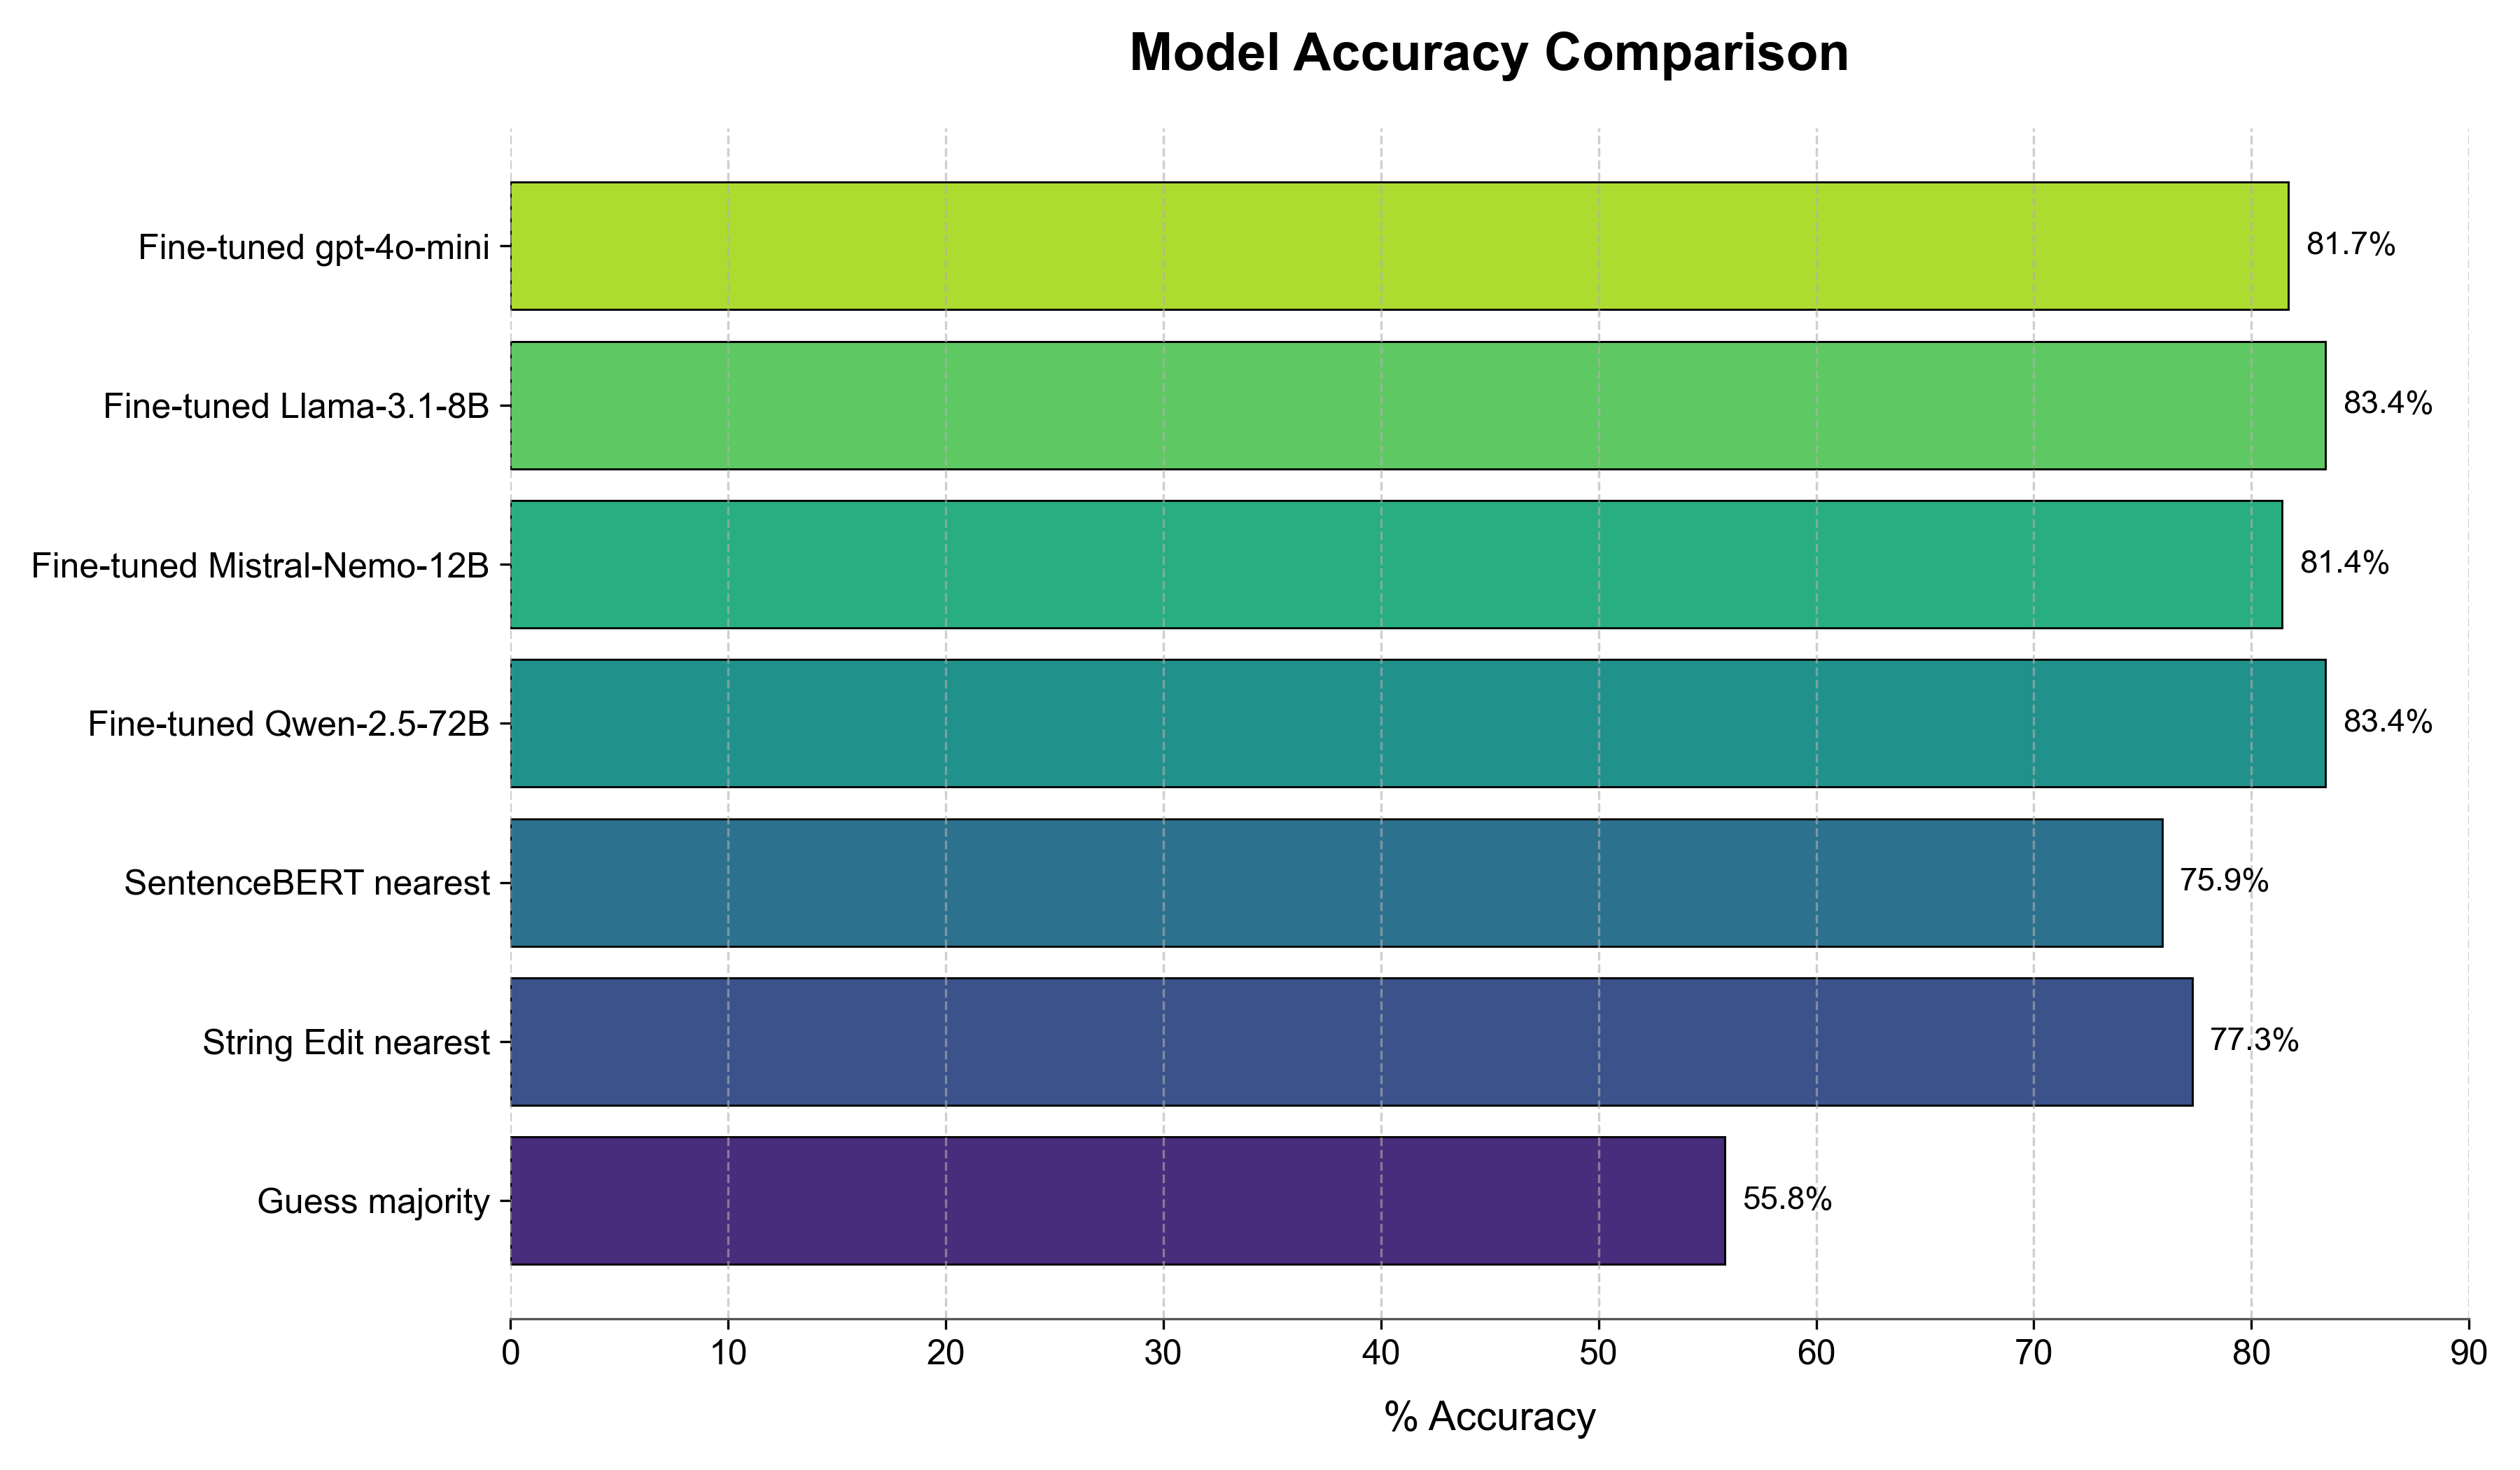 Model Accuracy Comparison
Fine-tuned gpt-4o-mini
81.7%
Fine-tuned Llama-3.1-8B
83.4%
Fine-tuned Mistral-Nemo-12B
81.4%
Fine-tuned Qwen-2.5-72B
83.4%
SentenceBERT nearest
75.9%
String Edit nearest
77.3%
Guess majority
55.8%
0 10 20 30 40 50 60 70 80 90
% Accuracy